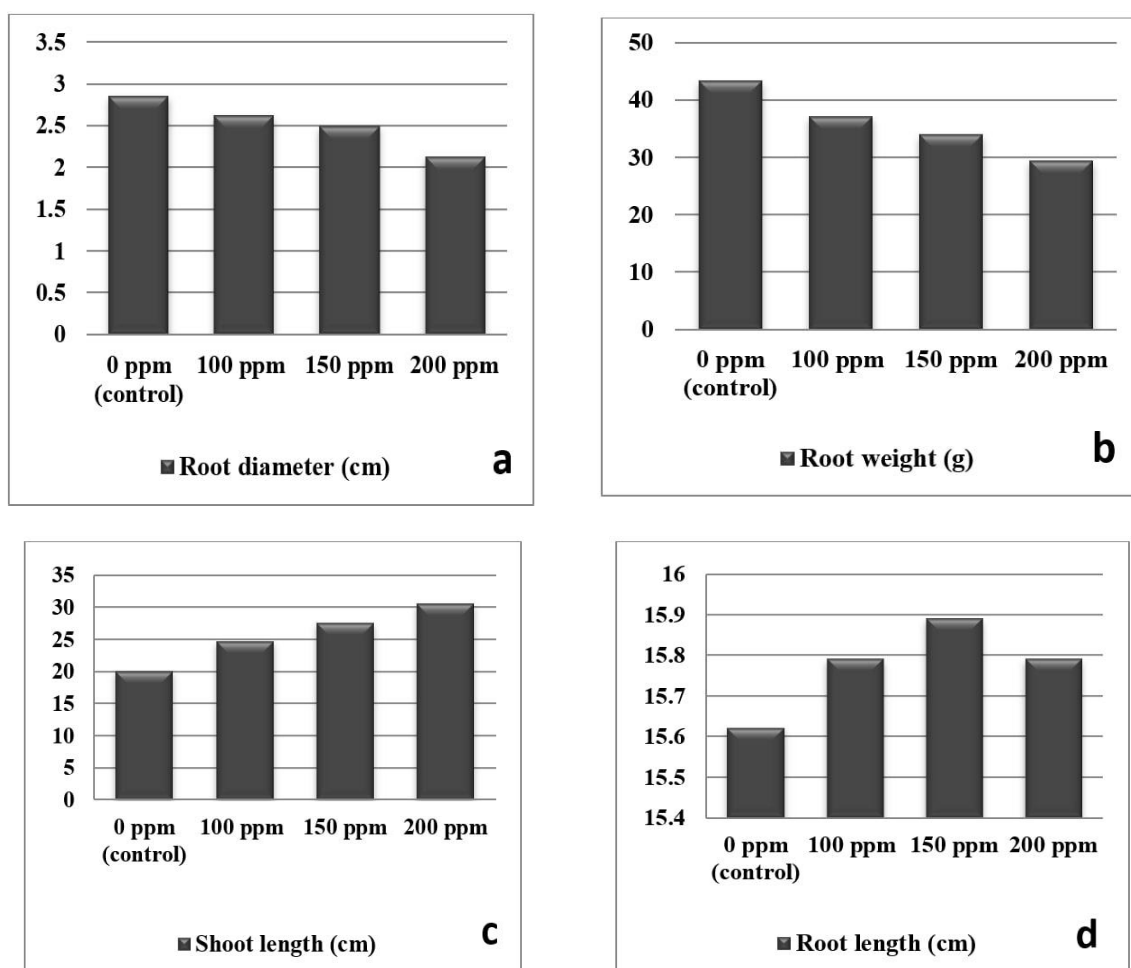 3.5
3
2.5
2
1.5
1
0.5
0
0 ppm 100 ppm 150 ppm 200 ppm
(control)
Root diameter (cm)
a
50
40
30
20
10
0
0 ppm 100 ppm 150 ppm 200 ppm
(control)
Root weight (g)
b
35
30
25
20
15
10
5
0
0 ppm 100 ppm 150 ppm 200 ppm
(control)
Shoot length (cm)
c
16
15.9
15.8
15.7
15.6
15.5
15.4
0 ppm 100 ppm 150 ppm 200 ppm
(control)
Root length (cm)
d